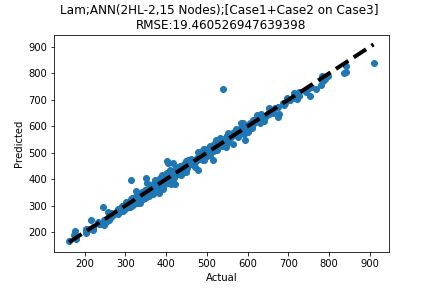 Lam;ANN(2HL-2,15 Nodes);[Case1+Case2 on Case3]
RMSE:19.460526947639398
900
800
700
600
500
400
300
200
Predicted
200 300 400 500 600 700 800 900
Actual